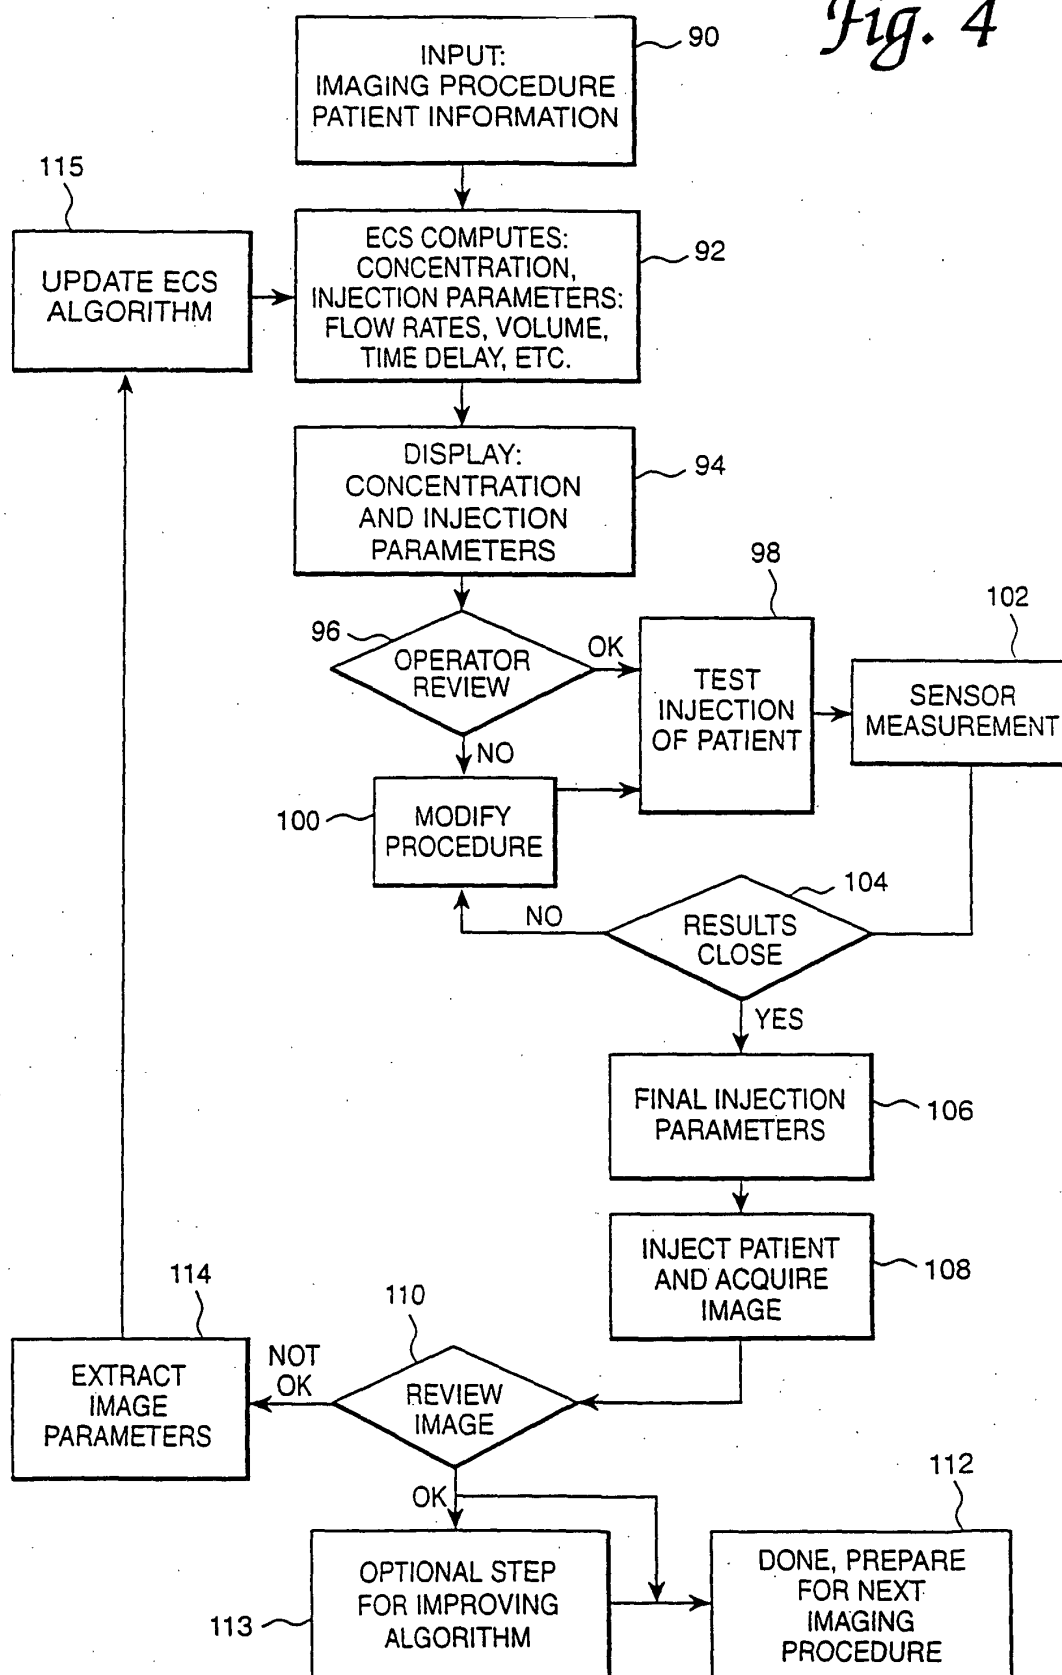 Fig. 4
90
INPUT:
IMAGING PROCEDURE
PATIENT INFORMATION
115
UPDATE ECS
ALGORITHM
ECS COMPUTES:
CONCENTRATION,
INJECTION PARAMETERS:
FLOW RATES, VOLUME,
TIME DELAY, ETC.
92
DISPLAY:
CONCENTRATION
AND INJECTION
PARAMETERS
94
96
OPERATOR
REVIEW
OK
NO
98
TEST
INJECTION
OF PATIENT
102
SENSOR
MEASUREMENT
100
MODIFY
PROCEDURE
104
RESULTS
CLOSE
NO
YES
FINAL INJECTION
PARAMETERS
106
INJECT PATIENT
AND ACQUIRE
IMAGE
108
110
REVIEW
IMAGE
NOT
OK
114
EXTRACT
IMAGE
PARAMETERS
OK
113
OPTIONAL STEP
FOR IMPROVING
ALGORITHM
112
DONE, PREPARE
FOR NEXT
IMAGING
PROCEDURE